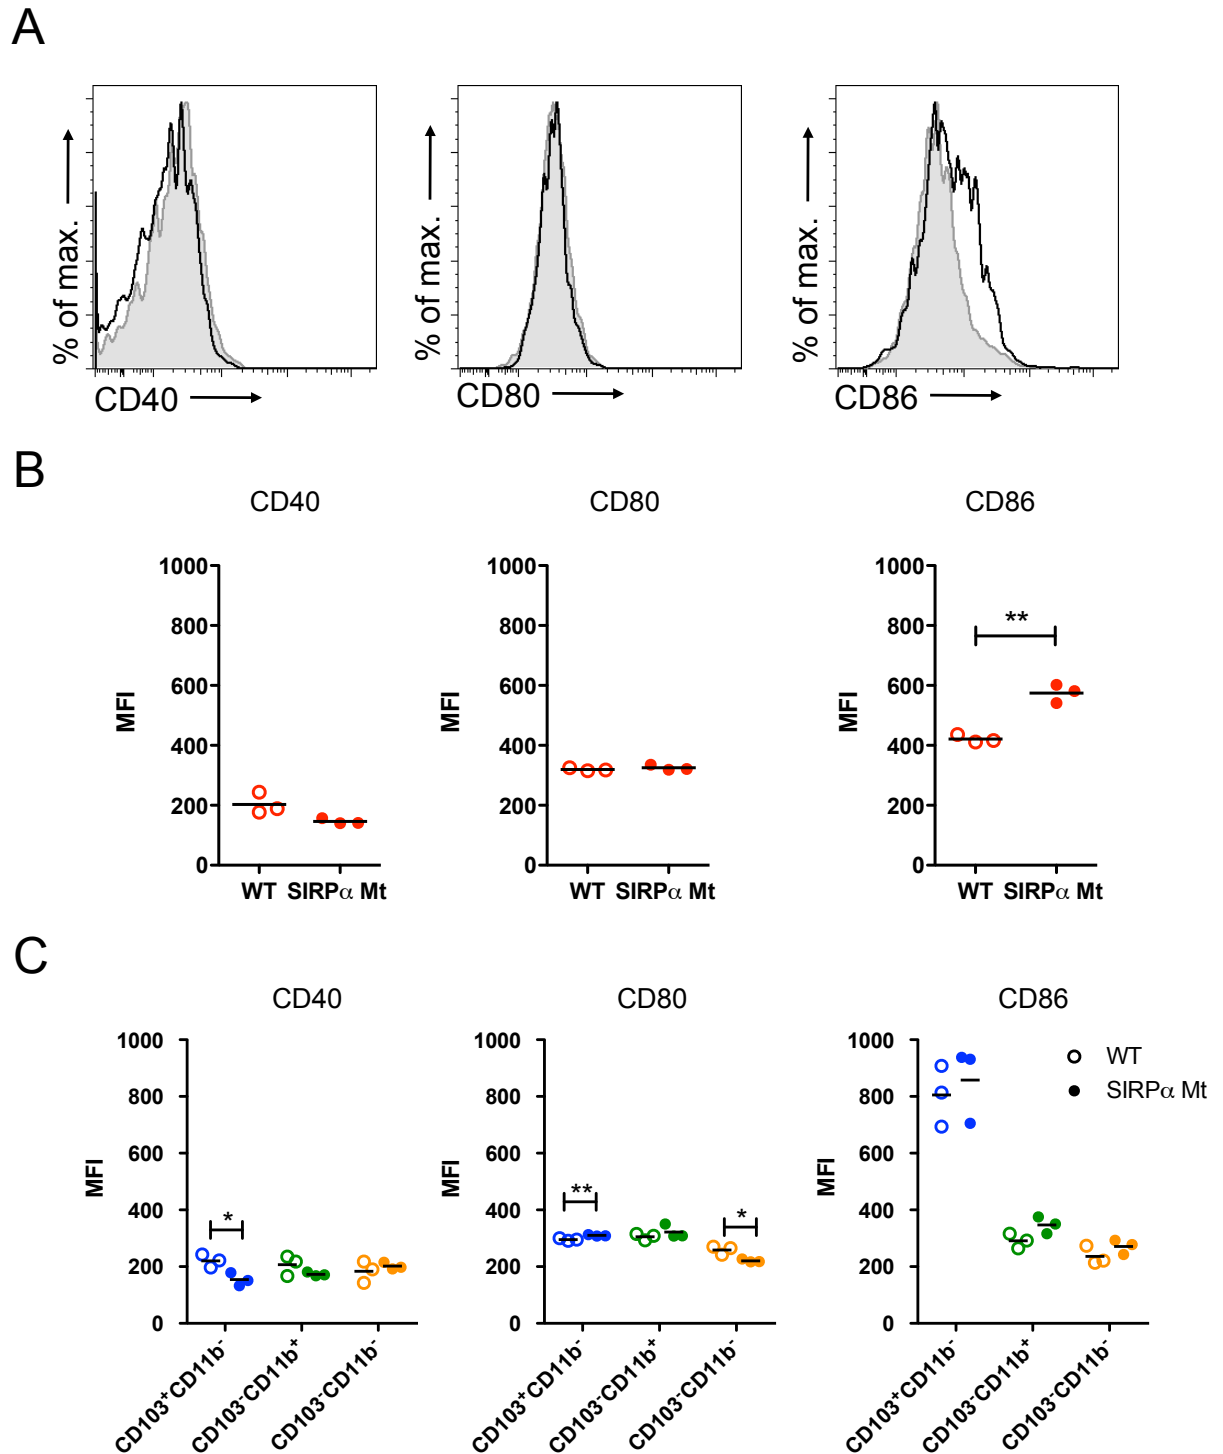 A
% of max.
% of max.
% of max.
CD40
CD80
CD86
B
CD40
CD80
CD86
MFI
1000
800
600
400
200
0
WT
SIRPα Mt
MFI
1000
800
600
400
200
0
WT
SIRPα Mt
MFI
1000
800
600
400
200
0
**
WT
SIRPα Mt
C
CD40
CD80
CD86
MFI
1000
800
600
400
200
0
*
CD103⁺CD11b⁻
CD103⁻CD11b⁺
CD103⁻CD11b⁻
MFI
1000
800
600
400
200
0
**
*
CD103⁺CD11b⁻
CD103⁻CD11b⁺
CD103⁻CD11b⁻
MFI
1000
800
600
400
200
0
WT
SIRPα Mt
CD103⁺CD11b⁻
CD103⁻CD11b⁺
CD103⁻CD11b⁻